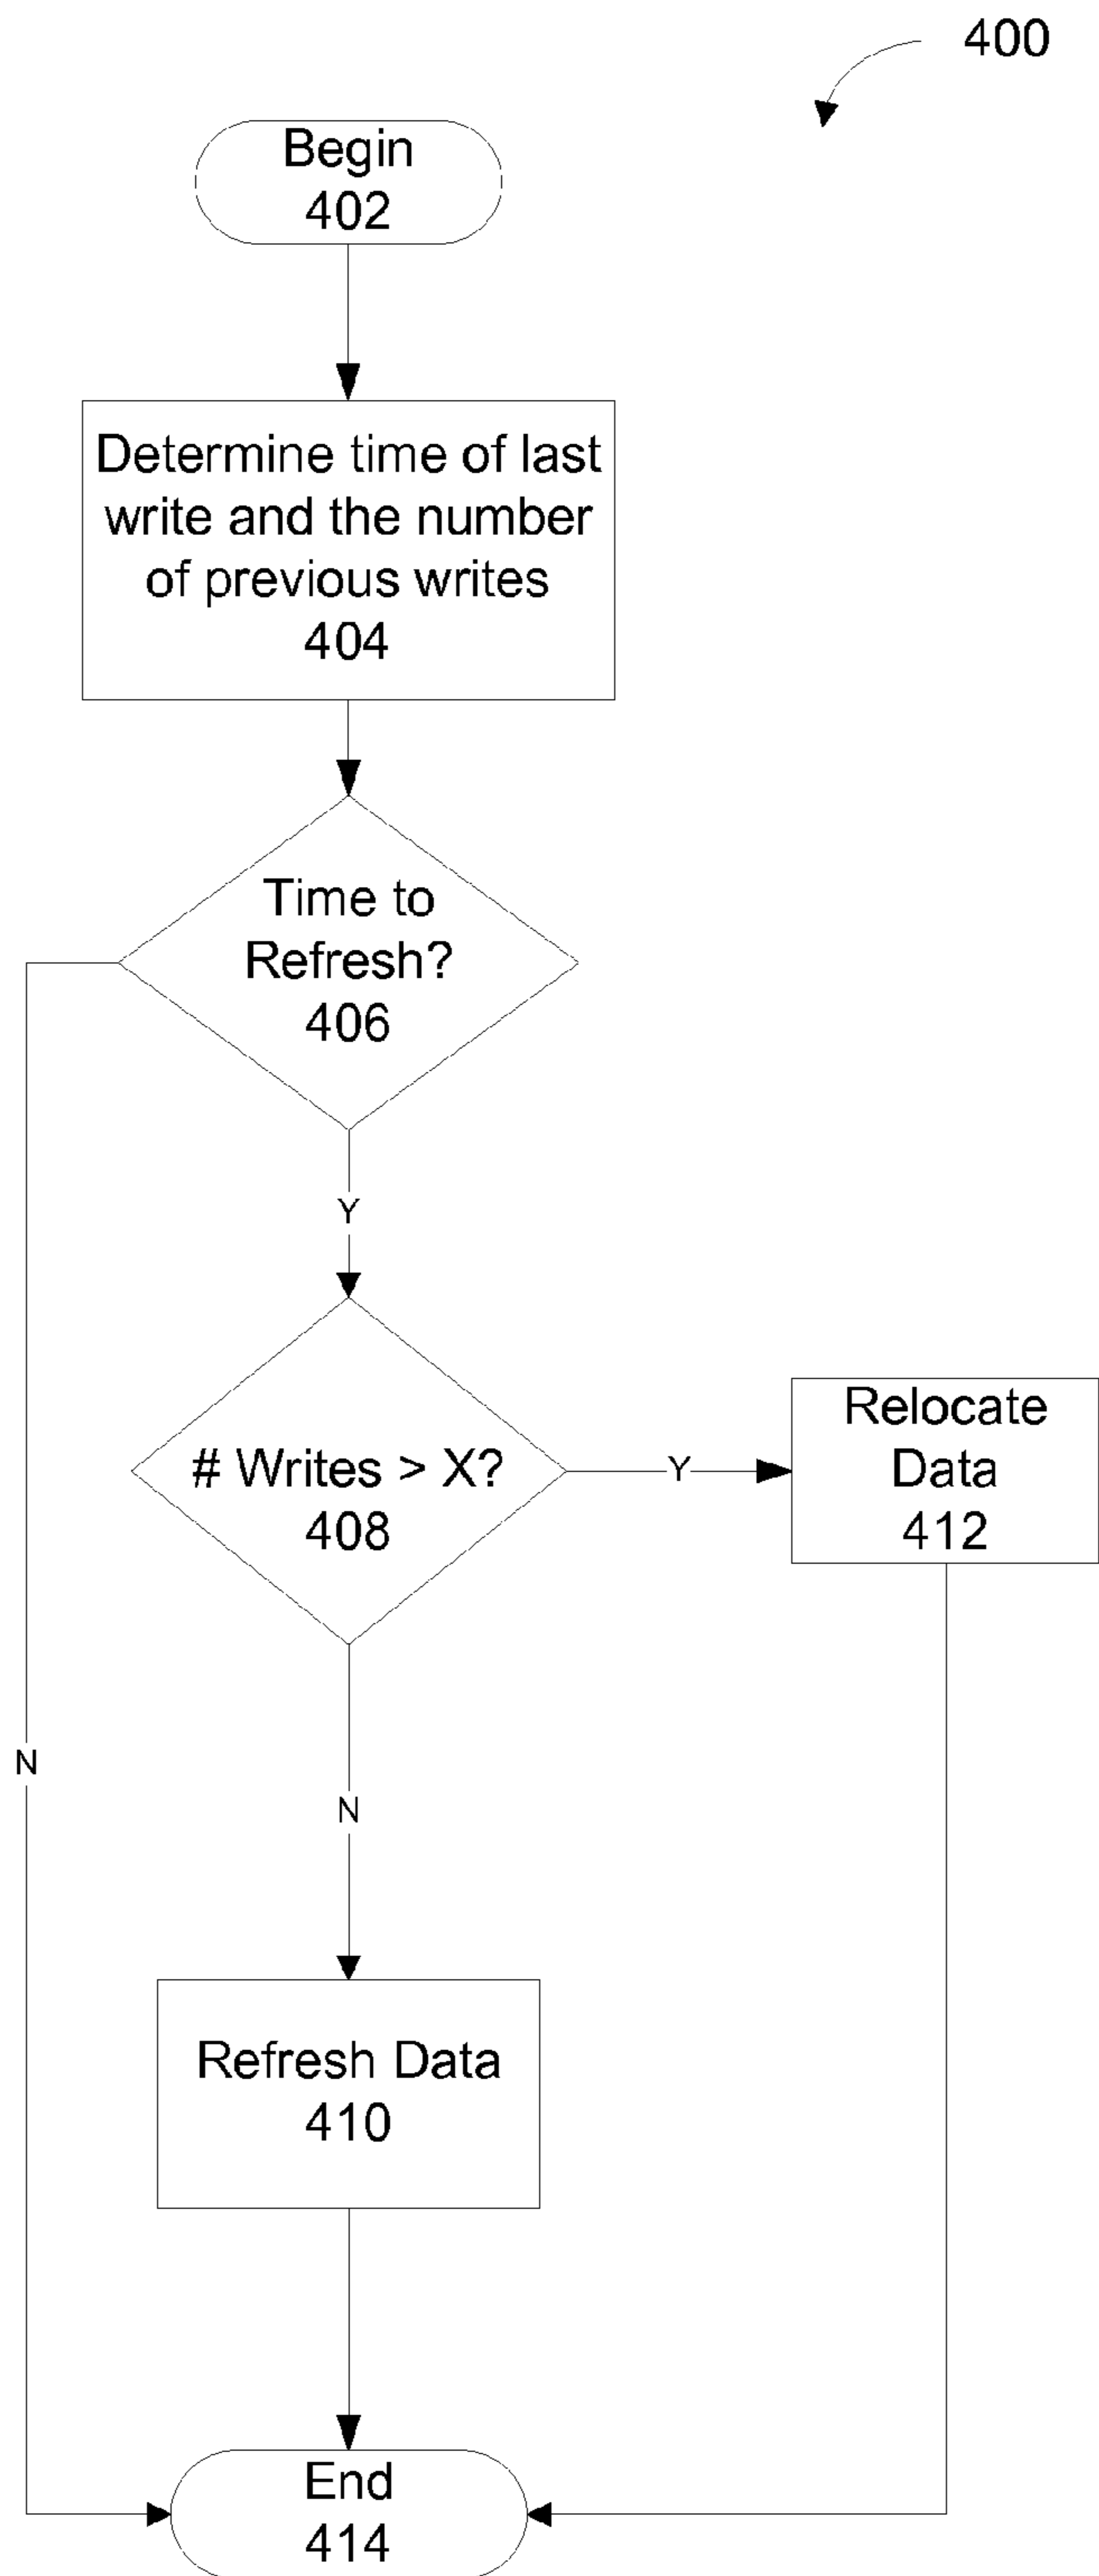 400
Begin
402
Determine time of last
write and the number
of previous writes
404
Time to
Refresh?
406
Y
# Writes > X?
408
Y
Relocate
Data
412
N
N
Refresh Data
410
End
414